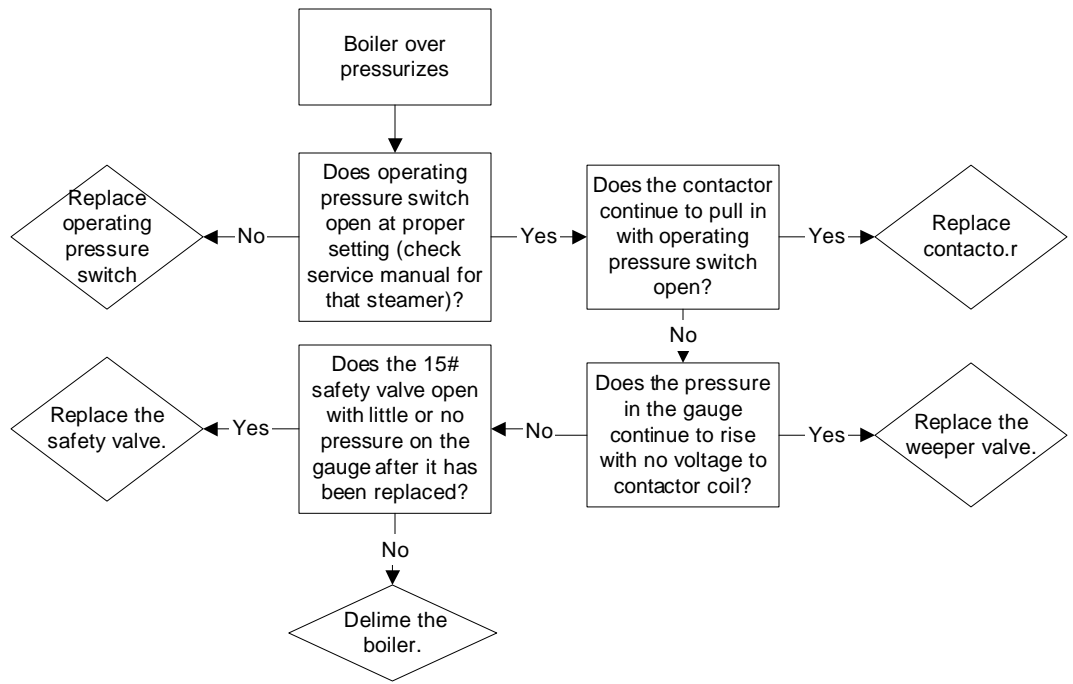 Boiler over
pressurizes
Does operating
pressure switch
open at proper
setting (check
service manual for
that steamer)?
No
Replace
operating
pressure
switch
Yes
Does the contactor
continue to pull in
with operating
pressure switch
open?
Yes
Replace
contacto.r
No
Does the pressure
in the gauge
continue to rise
with no voltage to
contactor coil?
Yes
Replace the
weeper valve.
No
Does the 15#
safety valve open
with little or no
pressure on the
gauge after it has
been replaced?
Yes
Replace the
safety valve.
No
Delime the
boiler.